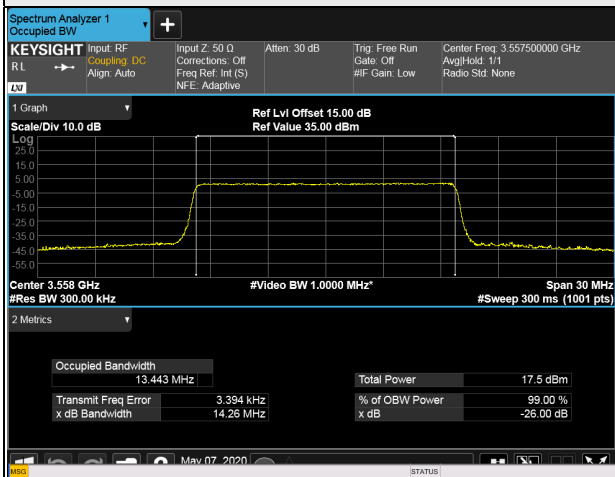 Spectrum Analyzer 1
Occupied BW
KEYSIGHT
R L
LXI
Input: RF
Coupling: DC
Align: Auto
Input Z: 50 Ω
Corrections: Off
Freq Ref: Int (S)
NFE: Adaptive
Atten: 30 dB
Trig: Free Run
Gate: Off
#IF Gain: Low
Center Freq: 3.557500000 GHz
Avg|Hold: 1/1
Radio Std: None
1 Graph
Scale/Div 10.0 dB
Ref Lvl Offset 15.00 dB
Ref Value 35.00 dBm
Log
25.0
15.0
5.00
-5.00
-15.0
-25.0
-35.0
-45.0
-55.0
Center 3.558 GHz
#Video BW 1.0000 MHz*
Span 30 MHz
#Res BW 300.00 kHz
#Sweep 300 ms (1001 pts)
2 Metrics
Occupied Bandwidth
13.443 MHz
Total Power 17.5 dBm
Transmit Freq Error 3.394 kHz
% of OBW Power 99.00 %
x dB Bandwidth 14.26 MHz
x dB -26.00 dB
May 07, 2020
MSG
STATUS